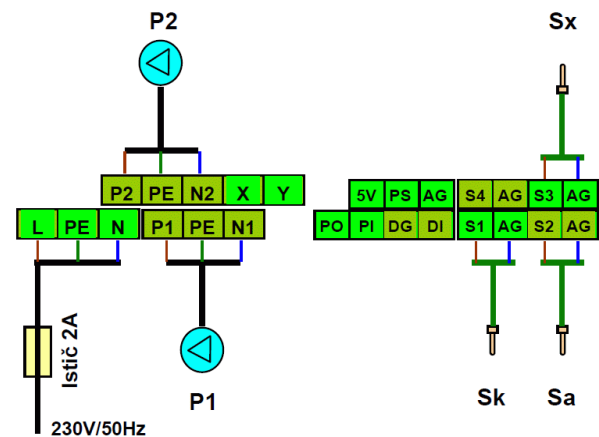 P2
Sx
P2 PE N2 X Y
5V PS AG
S4 AG S3 AG
L PE N
P1 PE N1
PO PI DG DI
S1 AG S2 AG
Istič 2A
P1
Sk
Sa
230V/50Hz